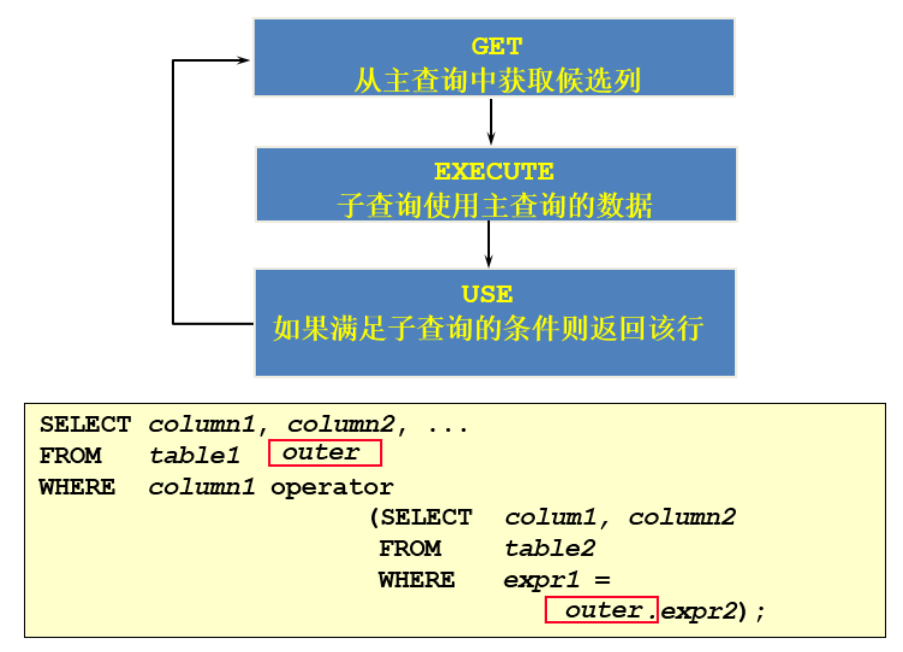 GET
从主查询中获取候选列
EXECUTE
子查询使用主查询的数据
USE
如果满足子查询的条件则返回该行
SELECT column1, column2, ...
FROM table1 outer
WHERE column1 operator
(SELECT colum1, column2
FROM table2
WHERE expr1 =
outer.expr2);